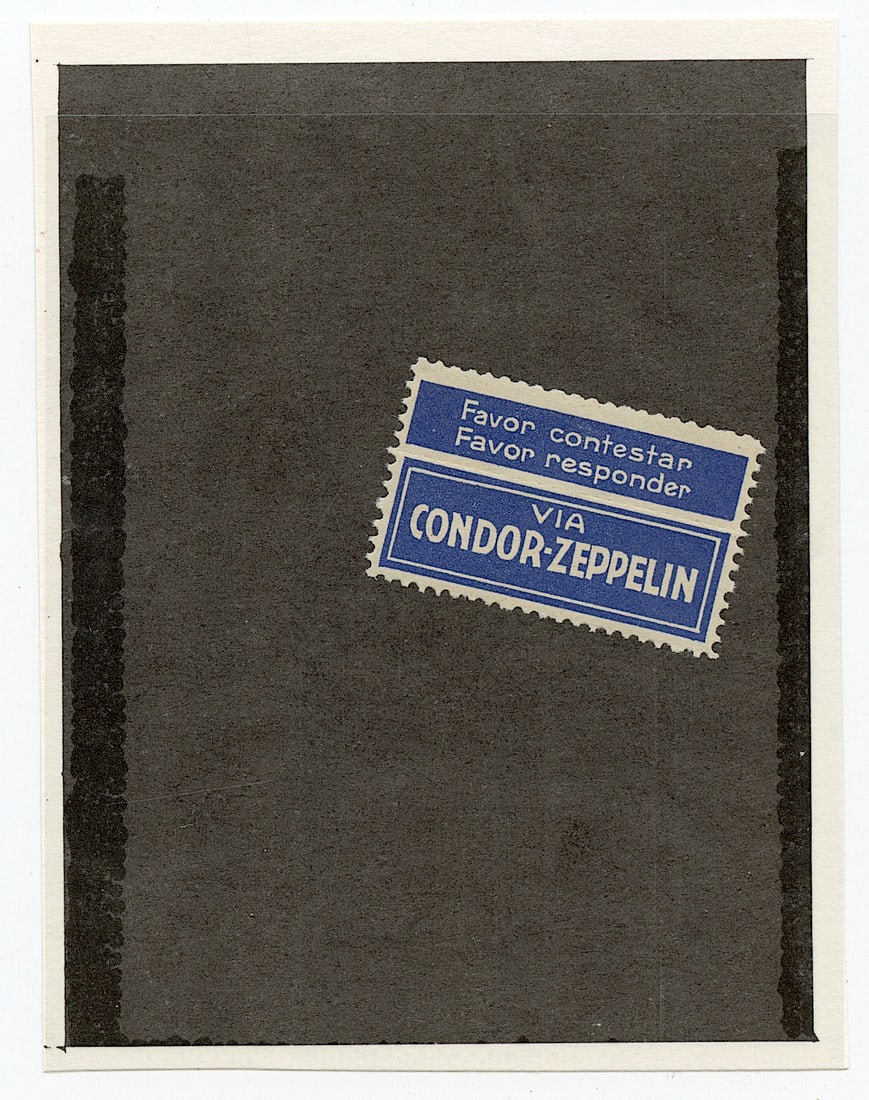 Favor contestar
Favor responder
VIA
CONDOR-ZEPPELIN